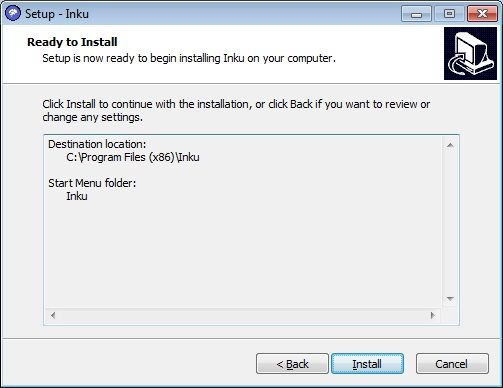 Setup - Inku
Ready to Install
Setup is now ready to begin installing Inku on your computer.
Click Install to continue with the installation, or click Back if you want to review or
change any settings.
Destination location:
C:\Program Files (x86)\Inku
Start Menu folder:
Inku
< Back
Install
Cancel